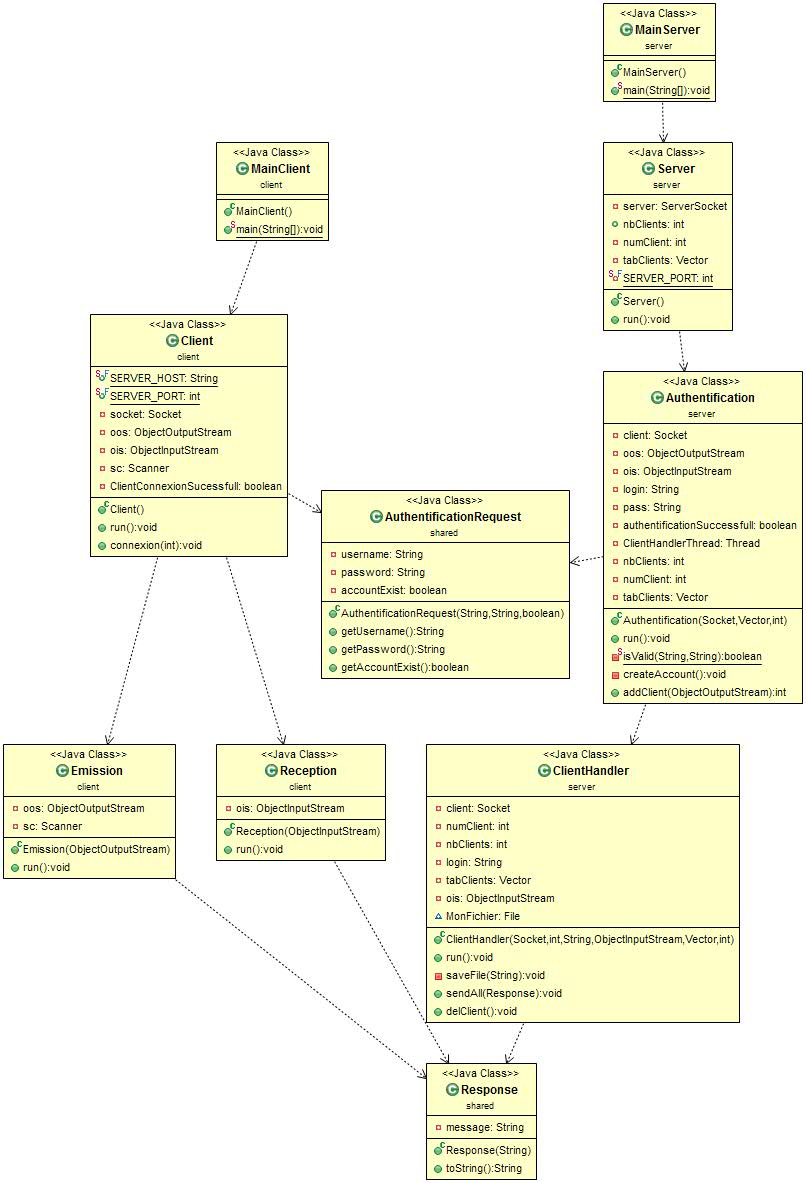 <<Java Class>>
MainServer
server
MainServer()
main(String[]):void
<<Java Class>>
MainClient
client
MainClient()
main(String[]):void
<<Java Class>>
Server
server
server: ServerSocket
nbClients: int
numClient: int
tabClients: Vector
SERVER_PORT: int
Server()
run():void
<<Java Class>>
Client
client
SERVER_HOST: String
SERVER_PORT: int
socket: Socket
oos: ObjectOutputStream
ois: ObjectInputStream
sc: Scanner
ClientConnexionSucessfull: boolean
Client()
run():void
connexion(int):void
<<Java Class>>
Authentification
server
client: Socket
oos: ObjectOutputStream
ois: ObjectInputStream
login: String
pass: String
authentificationSuccessfull: boolean
ClientHandlerThread: Thread
nbClients: int
numClient: int
tabClients: Vector
Authentification(Socket,Vector,int)
run():void
isValid(String,String):boolean
createAccount():void
addClient(ObjectOutputStream):int
<<Java Class>>
AuthentificationRequest
shared
username: String
password: String
accountExist: boolean
AuthentificationRequest(String,String,boolean)
getUsername():String
getPassword():String
getAccountExist():boolean
<<Java Class>>
Emission
client
oos: ObjectOutputStream
sc: Scanner
Emission(ObjectOutputStream)
run():void
<<Java Class>>
Reception
client
ois: ObjectInputStream
Reception(ObjectInputStream)
run():void
<<Java Class>>
ClientHandler
server
client: Socket
numClient: int
nbClients: int
login: String
tabClients: Vector
ois: ObjectInputStream
MonFichier: File
ClientHandler(Socket,int,String,ObjectInputStream,Vector,int)
run():void
saveFile(String):void
sendAll(Response):void
delClient():void
<<Java Class>>
Response
shared
message: String
Response(String)
toString():String